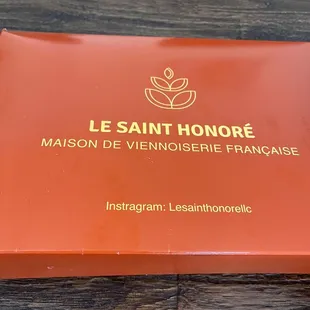 LE SAINT HONORÉ
MAISON DE VIENNOISERIE FRANÇAISE
Instragram: Lesainthonorellc